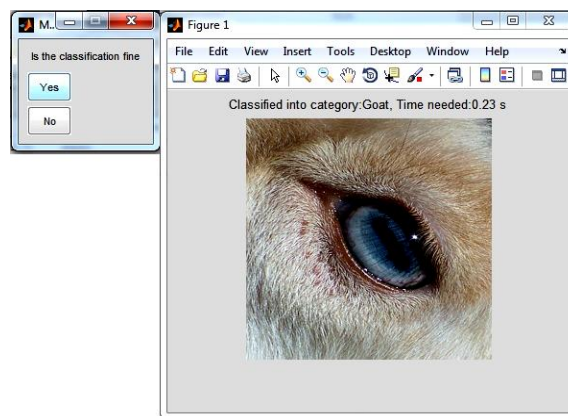 M...
Is the classification fine
Yes
No
Figure 1
File Edit View Insert Tools Desktop Window Help
Classified into category:Goat, Time needed:0.23 s